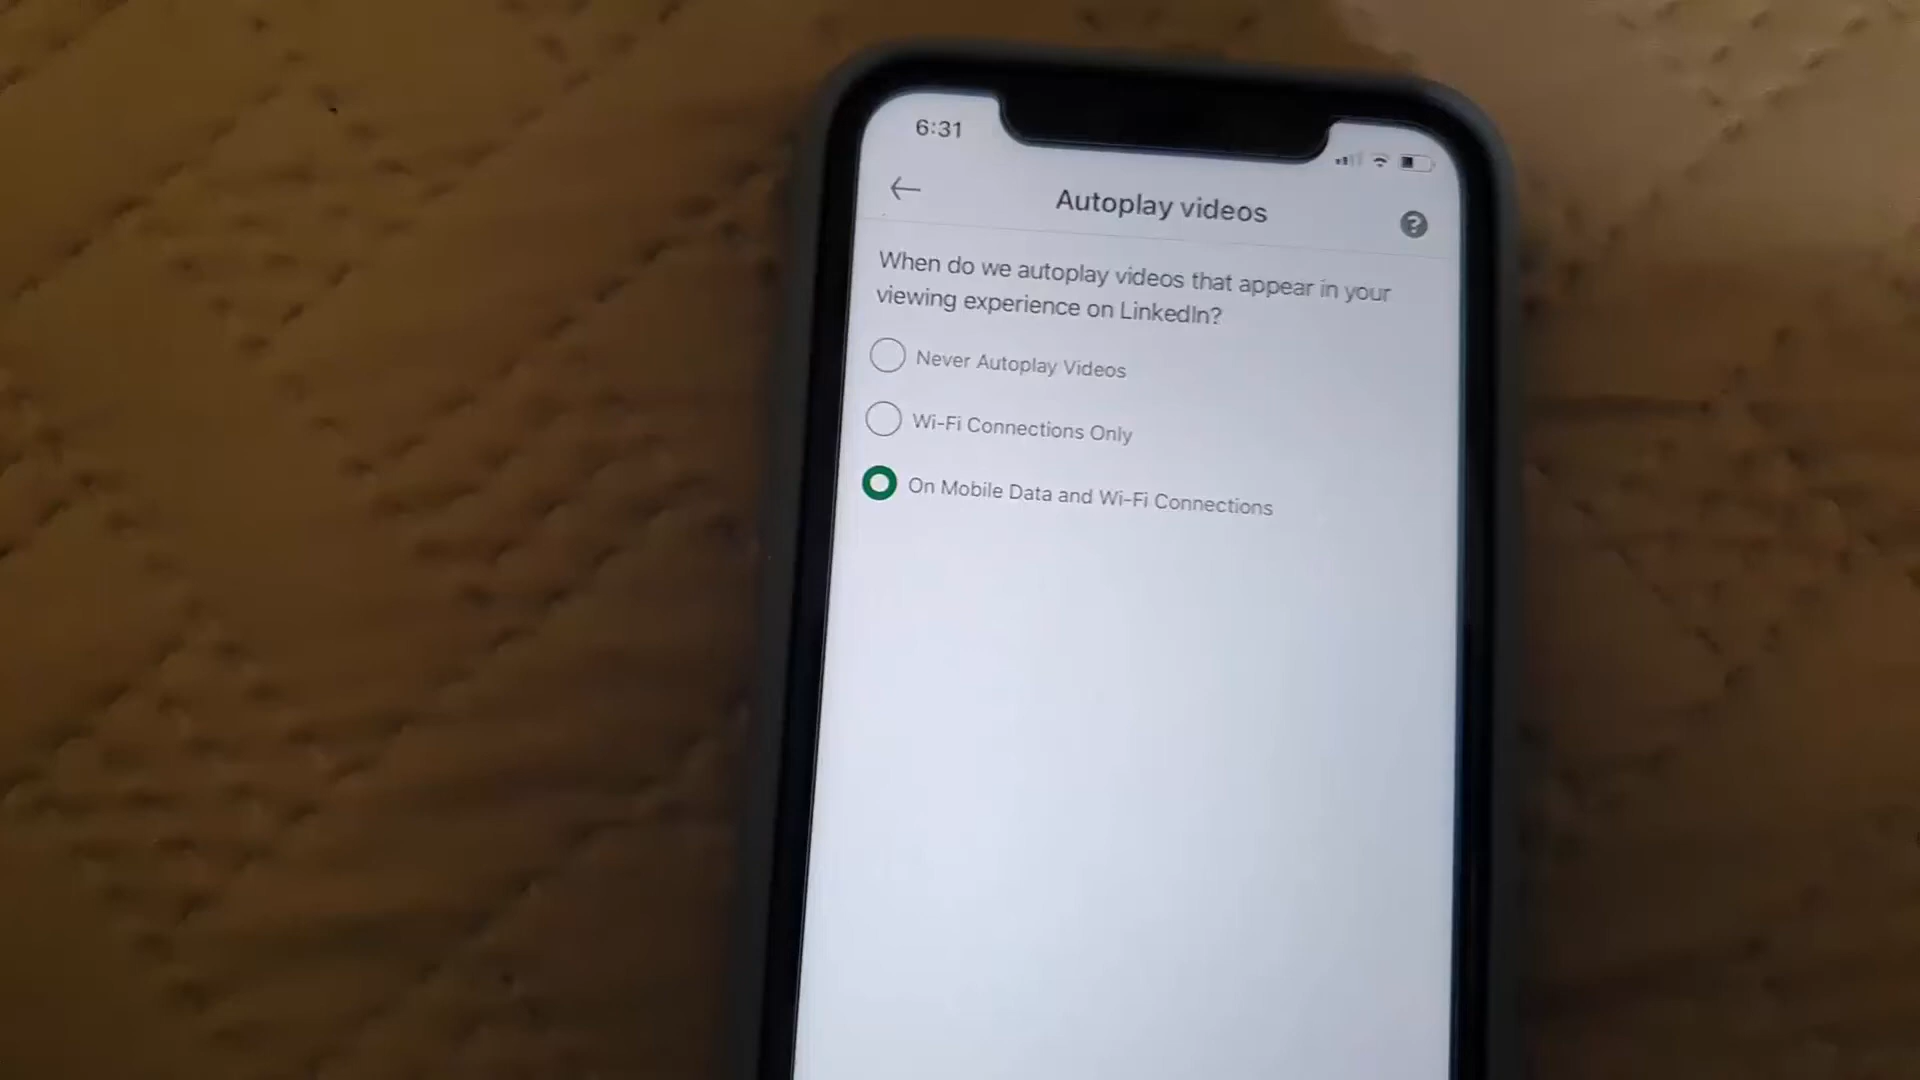 6:31
Autoplay videos
When do we autoplay videos that appear in your
viewing experience on LinkedIn?
Never Autoplay Videos
Wi-Fi Connections Only
On Mobile Data and Wi-Fi Connections